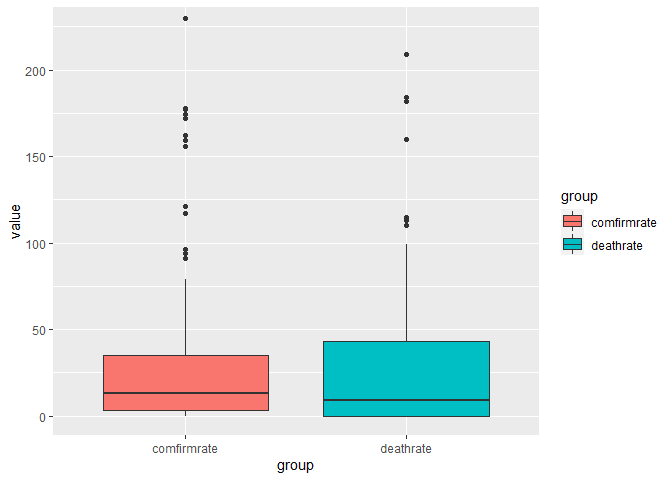 200
150
100
50
0
value
comfirmrate
deathrate
group
group
comfirmrate
deathrate